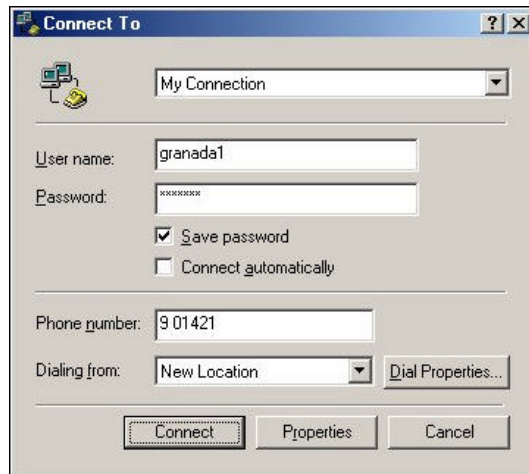 Connect To
My Connection
User name: granada1
Password: *******
Save password
Connect automatically
Phone number: 9 01421
Dialing from: New Location Dial Properties...
Connect Properties Cancel